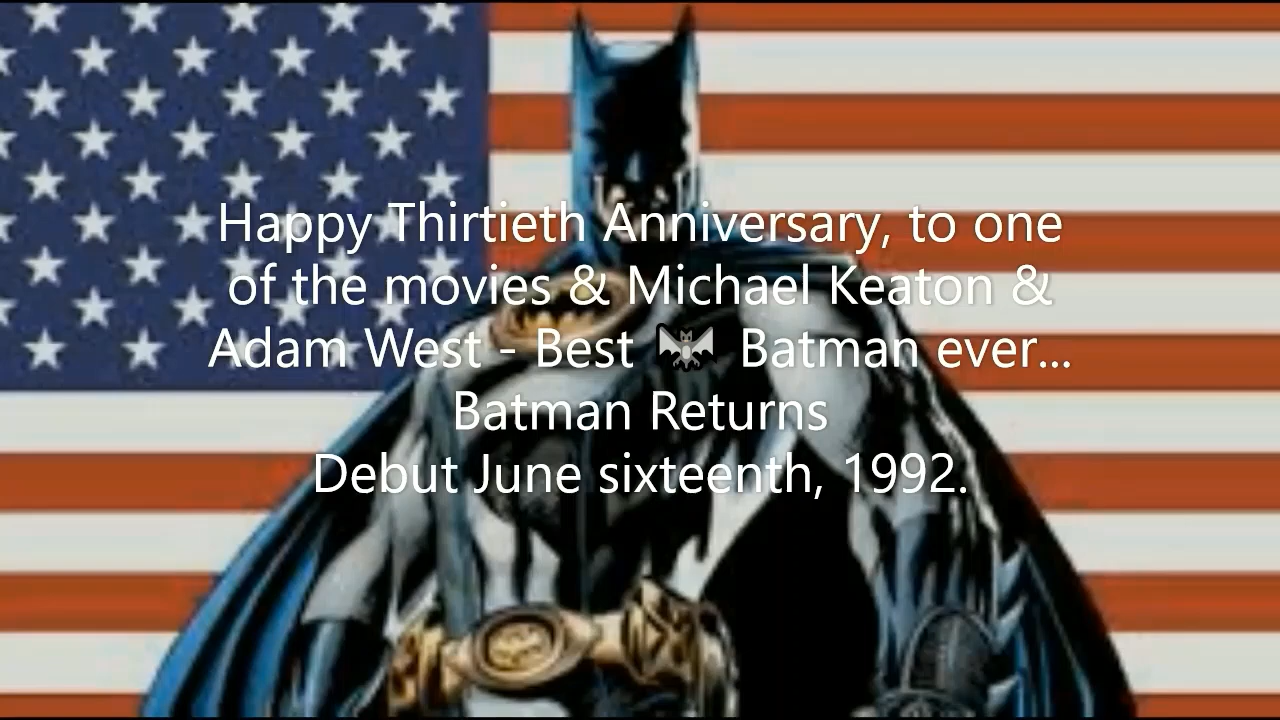 Happy Thirtieth Anniversary, to one
of the movies & Michael Keaton &
Adam West - Best 🦇 Batman ever...
Batman Returns
Debut June sixteenth, 1992.